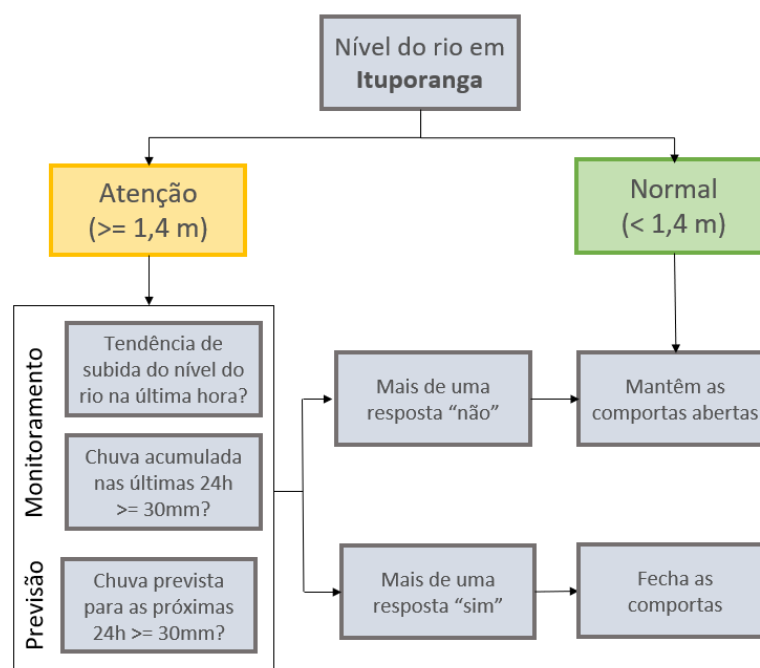 Nível do rio em
Ituporanga
Atenção
(>= 1,4 m)
Normal
(< 1,4 m)
Monitoramento
Tendência de
subida do nível do
rio na última hora?
Chuva acumulada
nas últimas 24h
>= 30mm?
Previsão
Chuva prevista
para as próximas
24h >= 30mm?
Mais de uma
resposta “não”
Mantêm as
comportas abertas
Mais de uma
resposta “sim”
Fecha as
comportas